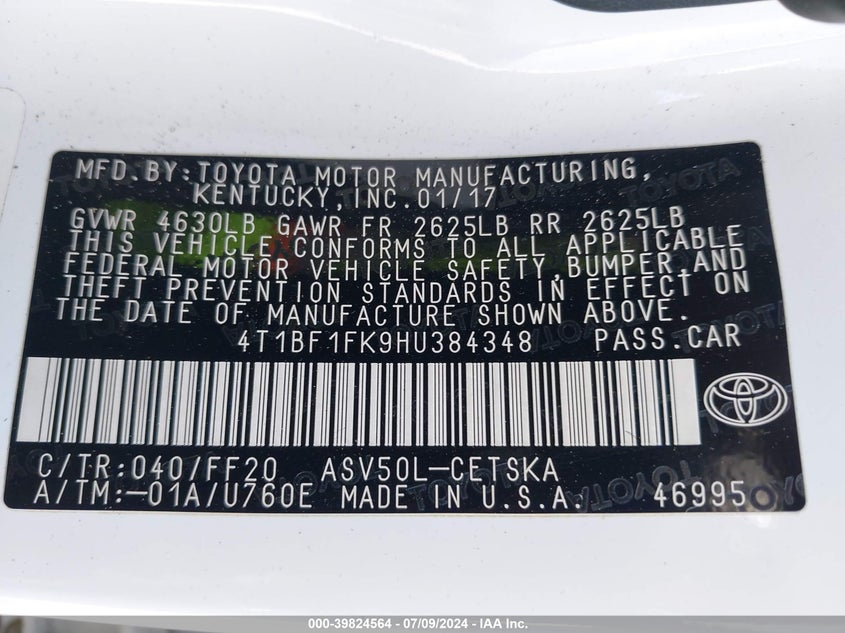 MFD.BY:TOYOTA MOTOR MANUFACTURING,
KENTUCKY,INC.01/17
GVWR 4630LB GAWR FR 2625LB RR 2625LB
THIS VEHICLE CONFORMS TO ALL APPLICABLE
FEDERAL MOTOR VEHICLE SAFETY,BUMPER,AND
THEFT PREVENTION STANDARDS IN EFFECT ON
THE DATE OF MANUFACTURE SHOWN ABOVE.
4T1BF1FK9HU384348 PASS.CAR
C/TR:040/FF20 ASV50L-CETSKA
A/TM:-01A/U760E MADE IN U.S.A. 46995
000-39824564 / 07/09/2024 - IAA Inc.